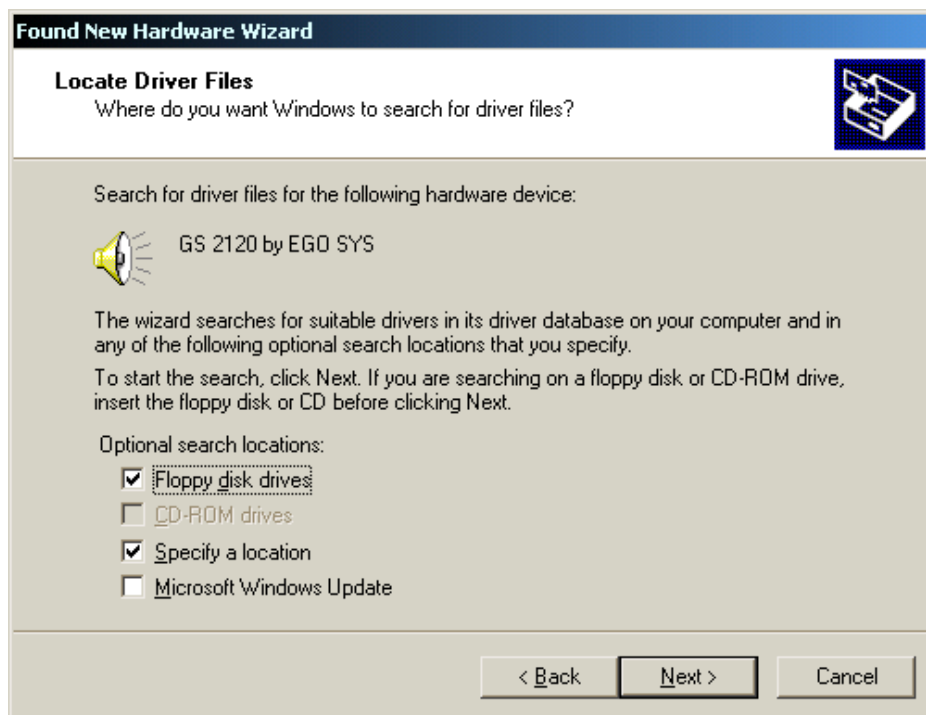 Found New Hardware Wizard
Locate Driver Files
Where do you want Windows to search for driver files?
Search for driver files for the following hardware device:
GS 2120 by EGO SYS
The wizard searches for suitable drivers in its driver database on your computer and in
any of the following optional search locations that you specify.
To start the search, click Next. If you are searching on a floppy disk or CD-ROM drive,
insert the floppy disk or CD before clicking Next.
Optional search locations:
Floppy disk drives
CD-ROM drives
Specify a location
Microsoft Windows Update
< Back Next > Cancel